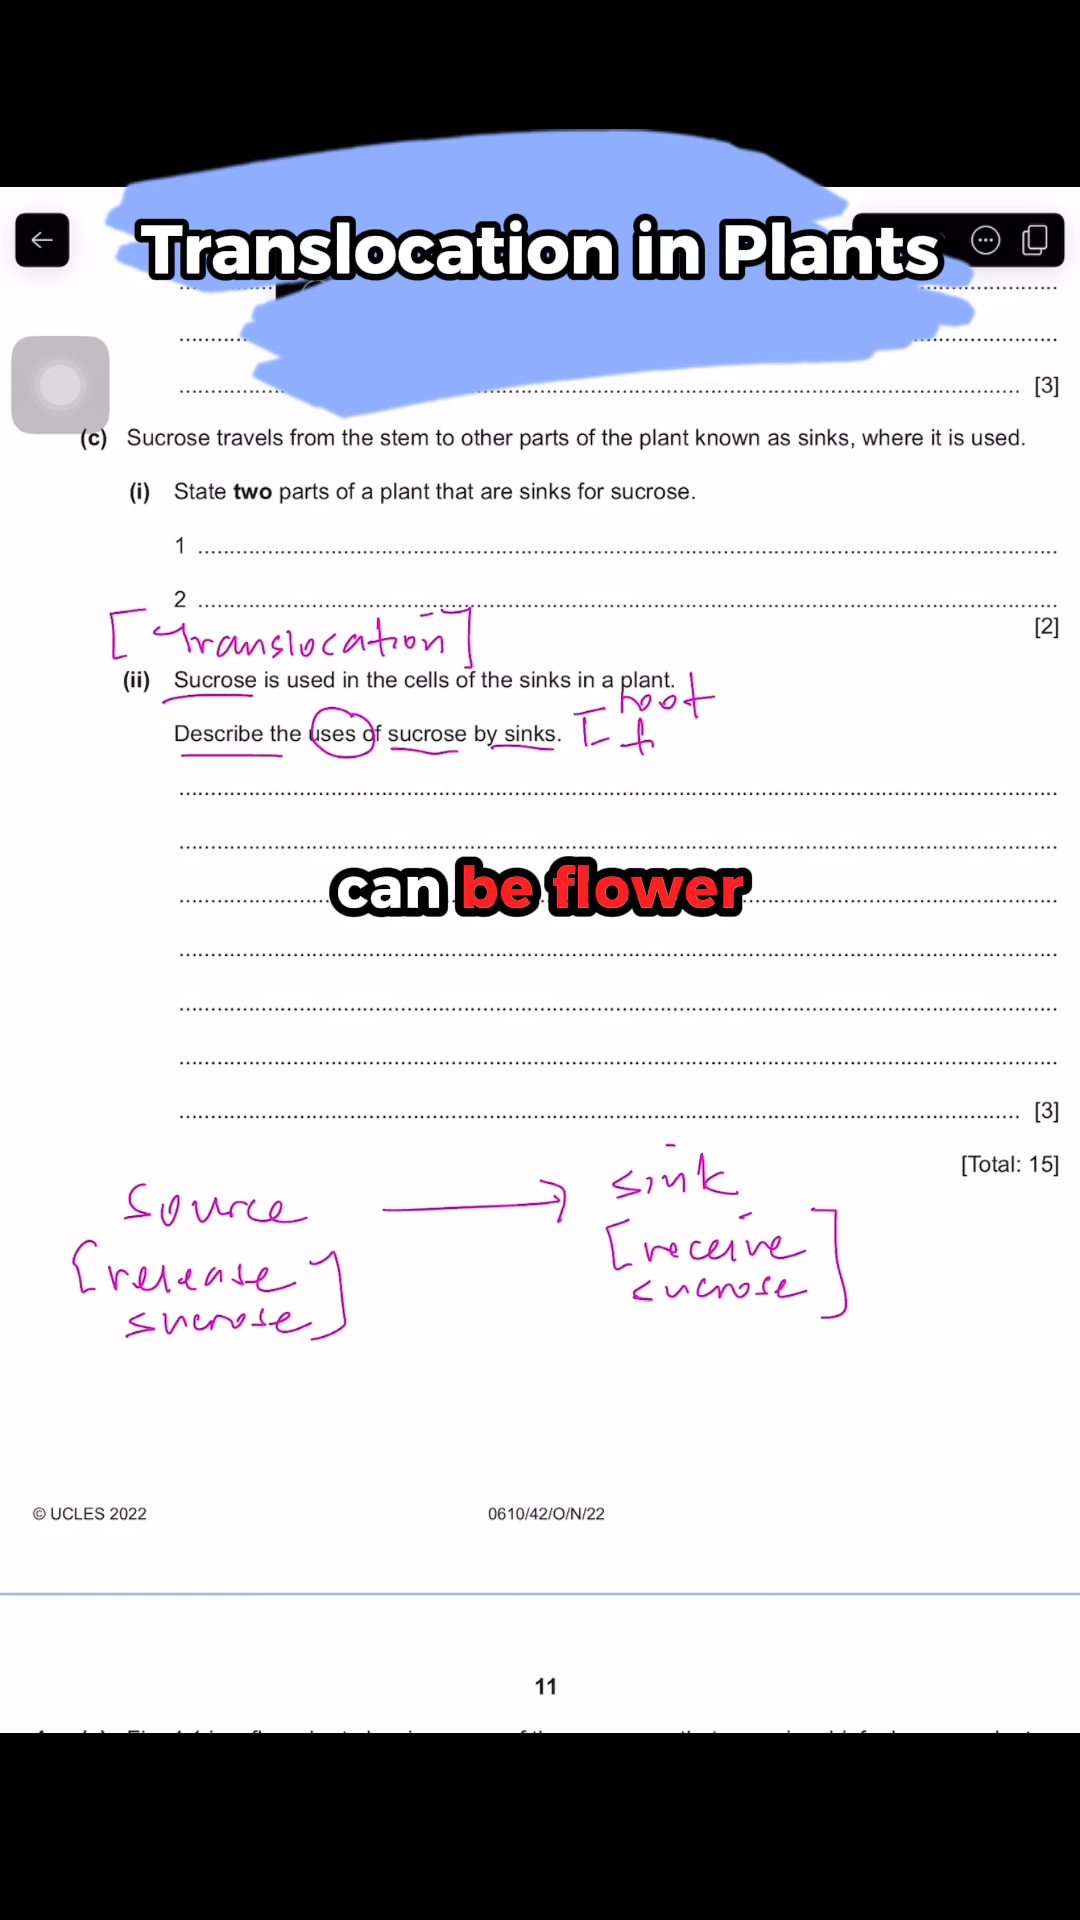 Translocation in Plants
[3]
(c) Sucrose travels from the stem to other parts of the plant known as sinks, where it is used.
(i) State two parts of a plant that are sinks for sucrose.
1
2
[2]
[Translocation]
(ii) Sucrose is used in the cells of the sinks in a plant.
root
Describe the uses of sucrose by sinks.
can be flower
[3]
[Total: 15]
source → sink
[release sucrose]
[receive sucrose]
© UCLES 2022
0610/42/O/N/22
11